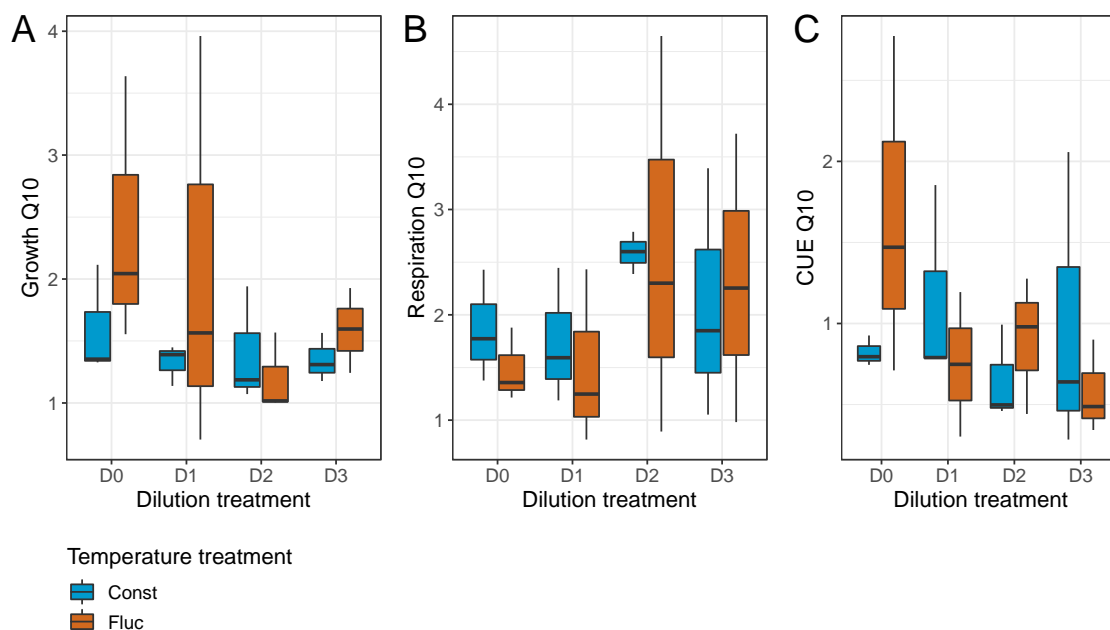 A
Growth Q10
4
3
2
1
D0 D1 D2 D3
Dilution treatment
B
Respiration Q10
4
3
2
1
D0 D1 D2 D3
Dilution treatment
C
CUE Q10
2
1
D0 D1 D2 D3
Dilution treatment
Temperature treatment
Const
Fluc